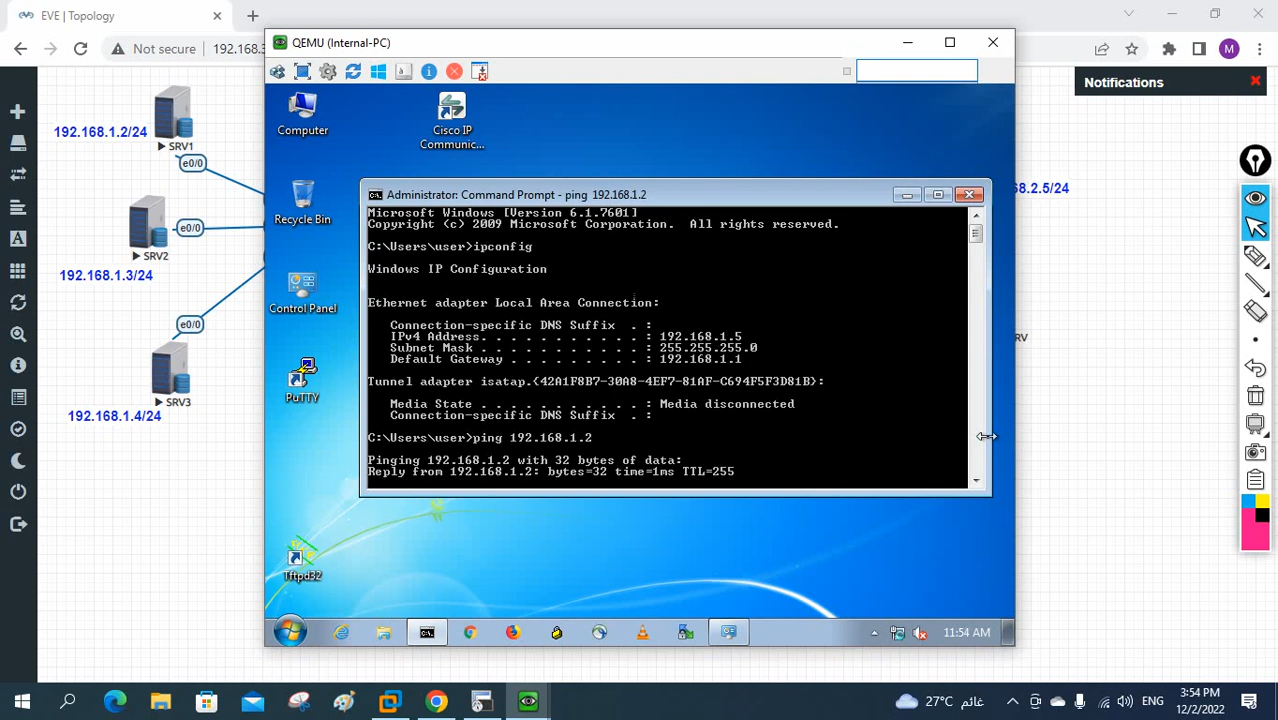 EVE | Topology
Not secure
192.168.3
M
QEMU (Internal-PC)
Notifications
192.168.1.2/24
SRV1
e0/0
SRV2
e0/0
192.168.1.3/24
e0/0
SRV3
192.168.1.4/24
68.2.5/24
RV
Computer
Cisco IP
Communic...
Recycle Bin
Control Panel
PuTTY
Tftpd32
Administrator: Command Prompt - ping 192.168.1.2
Microsoft Windows [Version 6.1.7601]
Copyright (c) 2009 Microsoft Corporation. All rights reserved.
C:\Users\user>ipconfig
Windows IP Configuration
Ethernet adapter Local Area Connection:
Connection-specific DNS Suffix . :
IPv4 Address. . . . . . . . . . . : 192.168.1.5
Subnet Mask . . . . . . . . . . . : 255.255.255.0
Default Gateway . . . . . . . . . : 192.168.1.1
Tunnel adapter isatap.{42A1F8B7-30A8-4EF7-81AF-C694F5F3D81B}:
Media State . . . . . . . . . . . : Media disconnected
Connection-specific DNS Suffix . :
C:\Users\user>ping 192.168.1.2
Pinging 192.168.1.2 with 32 bytes of data:
Reply from 192.168.1.2: bytes=32 time=1ms TTL=255
11:54 AM
27°C غائم
ENG
3:54 PM
12/2/2022